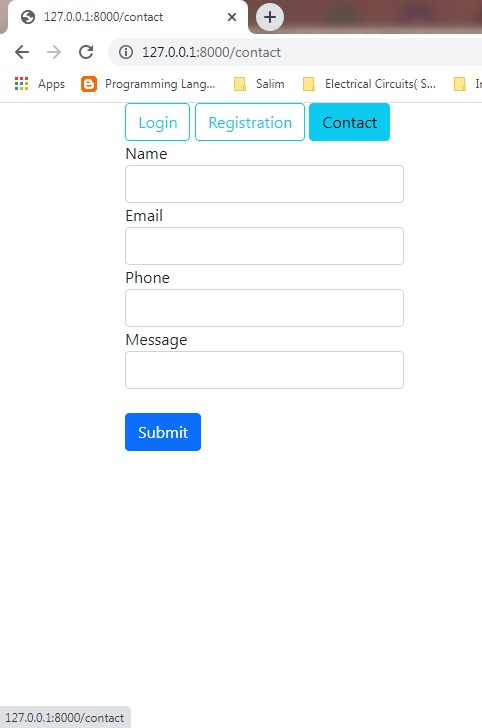 127.0.0.1:8000/contact
127.0.0.1:8000/contact
Apps Programming Lang... Salim Electrical Circuits( S...
Login Registration Contact
Name
Email
Phone
Message
Submit
127.0.0.1:8000/contact